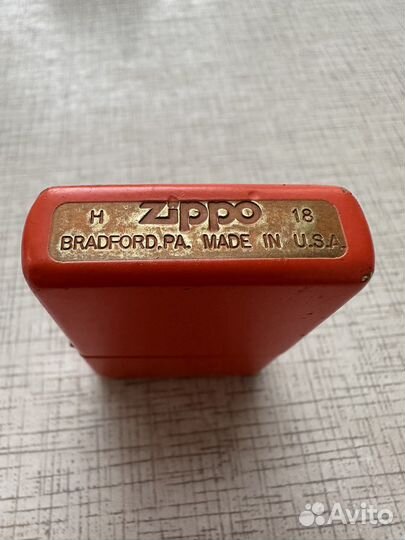 H Zippo 18
BRADFORD,PA. MADE IN U.S.A.
Avito